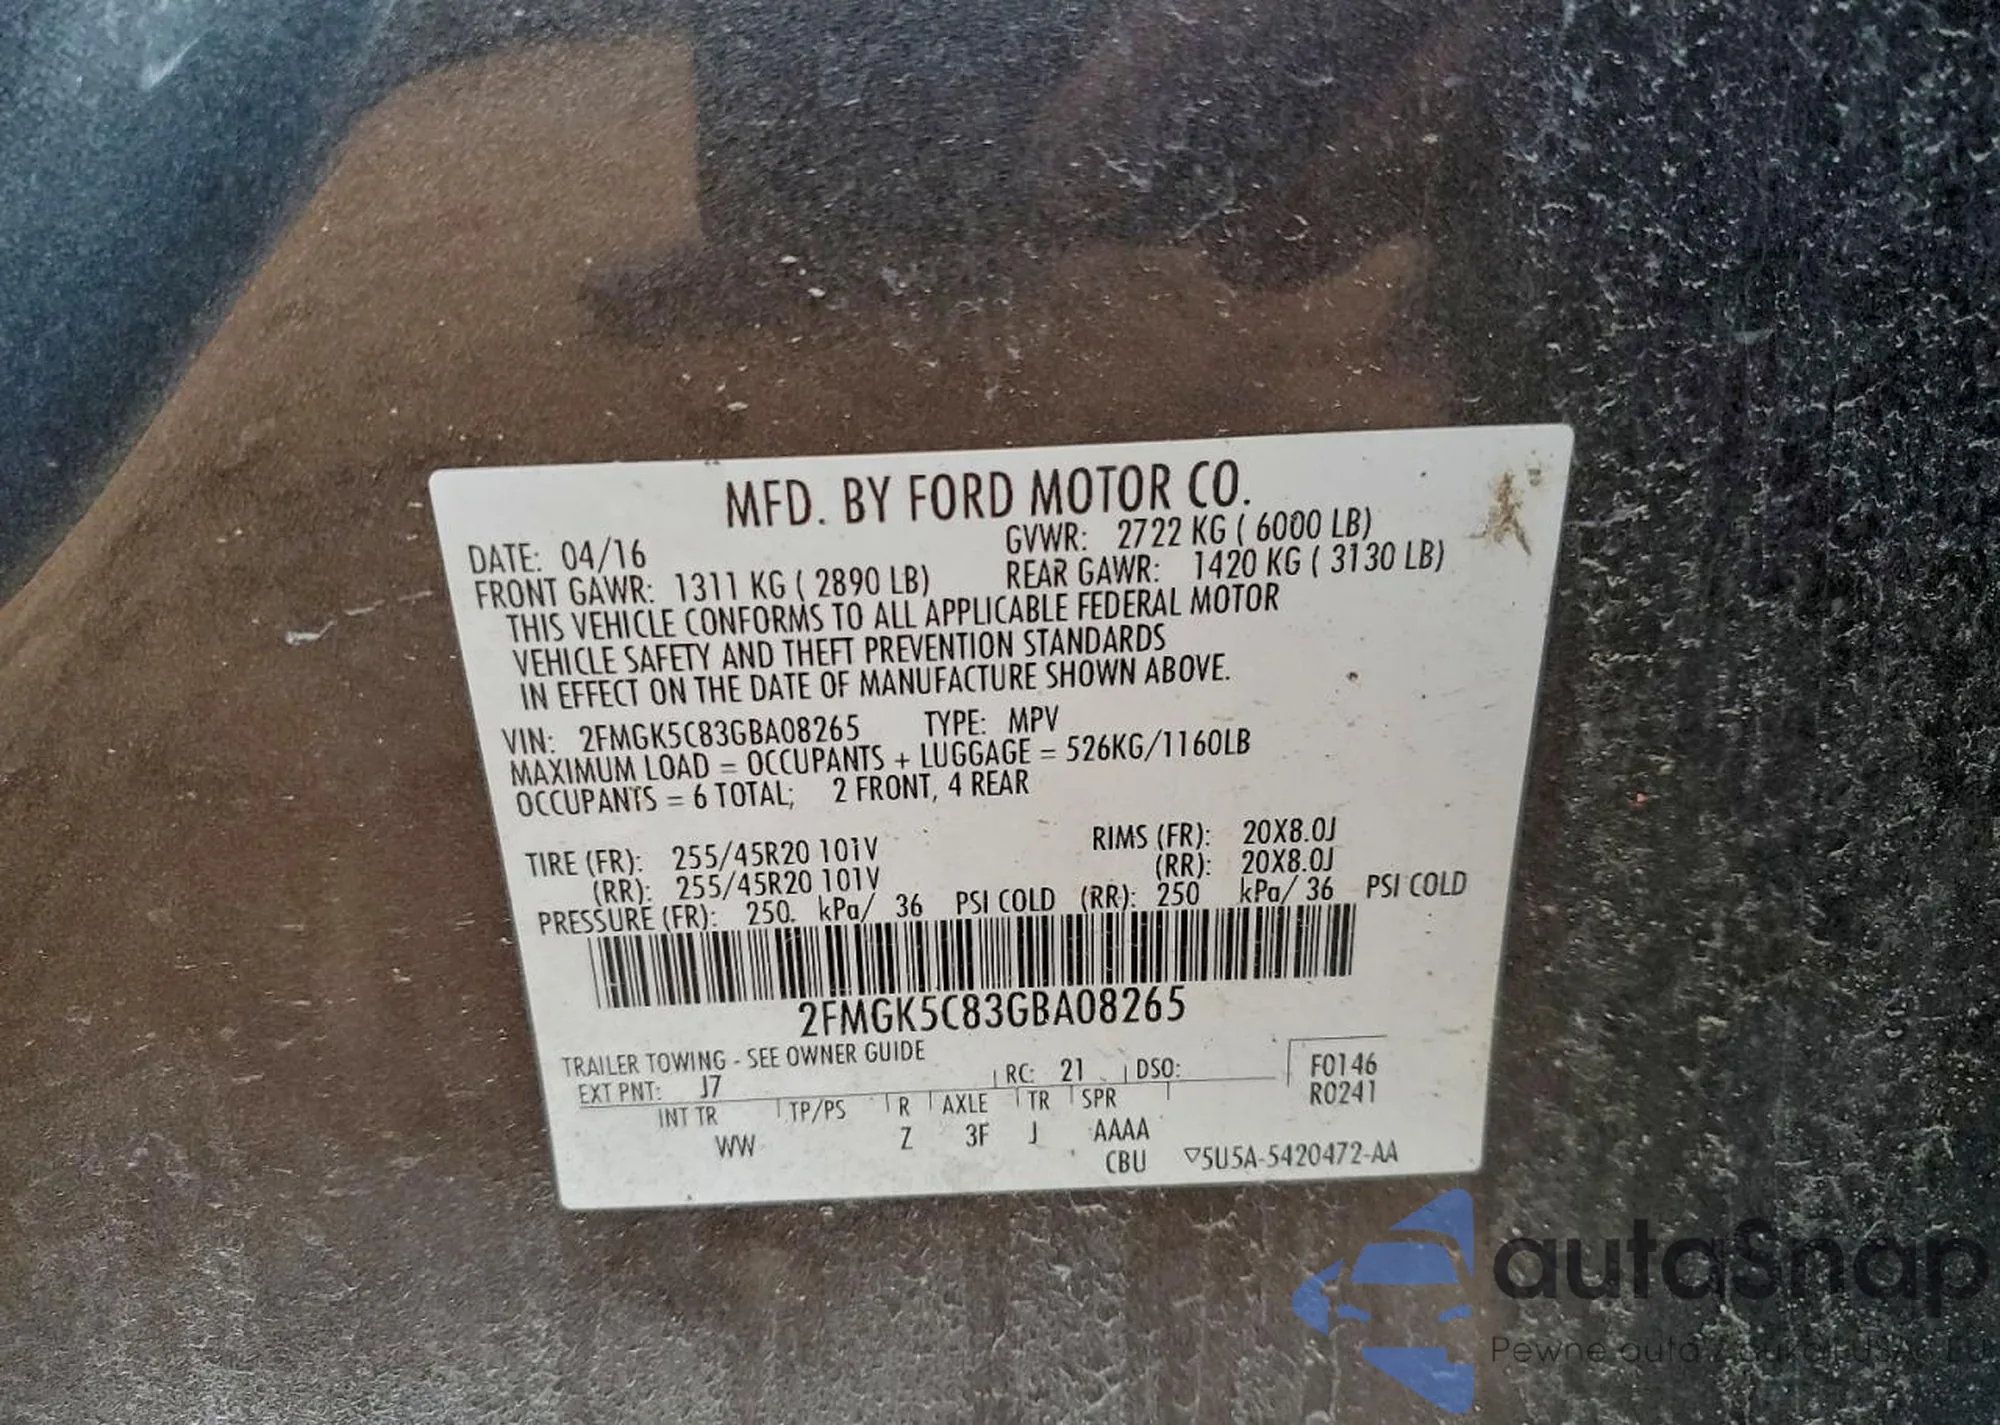 MFD. BY FORD MOTOR CO.
DATE: 04/16 GVWR: 2722 KG ( 6000 LB)
FRONT GAWR: 1311 KG ( 2890 LB) REAR GAWR: 1420 KG ( 3130 LB)
THIS VEHICLE CONFORMS TO ALL APPLICABLE FEDERAL MOTOR
VEHICLE SAFETY AND THEFT PREVENTION STANDARDS
IN EFFECT ON THE DATE OF MANUFACTURE SHOWN ABOVE.
VIN: 2FMGK5C83GBA08265 TYPE: MPV
MAXIMUM LOAD = OCCUPANTS + LUGGAGE = 526KG/1160LB
OCCUPANTS = 6 TOTAL; 2 FRONT, 4 REAR
TIRE (FR): 255/45R20 101V RIMS (FR): 20X8.0J
(RR): 255/45R20 101V (RR): 20X8.0J
PRESSURE (FR): 250 kPa/ 36 PSI COLD (RR): 250 kPa/ 36 PSI COLD
2FMGK5C83GBA08265
TRAILER TOWING - SEE OWNER GUIDE
EXT PNT: J7 RC: 21 DSO: F0146
INT TR TP/PS R AXLE TR SPR R0241
WW Z 3F J AAAA
CBU ▽5U5A-5420472-AA
autaSnap
Pewne auta